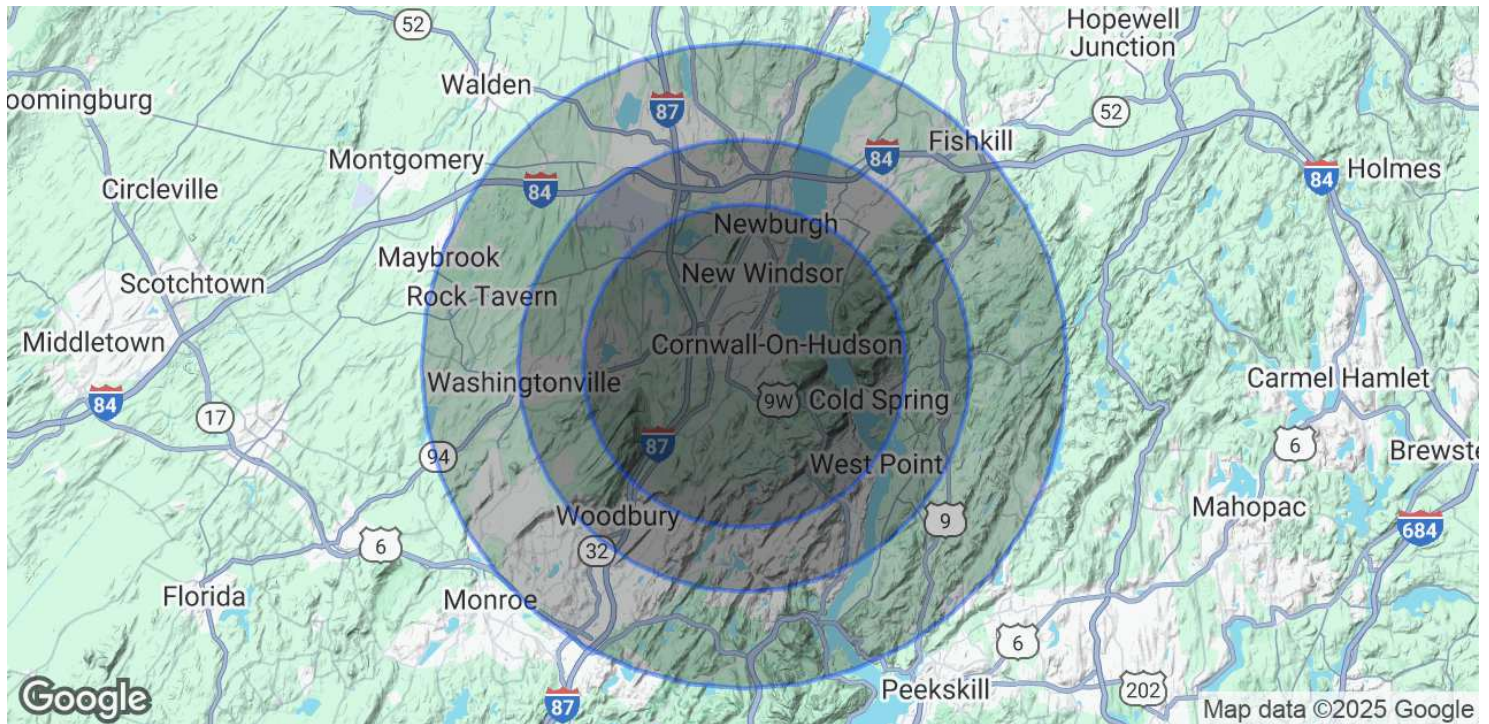 52
Hopewell
Junction
Walden
oomingburg
87
52
Fishkill
Montgomery
84
Holmes
84
Circleville
84
Newburgh
Maybrook
New Windsor
Scotchtown
Rock Tavern
Middletown
Cornwall-On-Hudson
Washingtonville
Carmel Hamlet
84
9W
Cold Spring
17
6
87
94
Brewste
West Point
Woodbury
Mahopac
9
684
6
32
Florida
Monroe
6
Peekskill
202
Google
87
Map data ©2025 Google